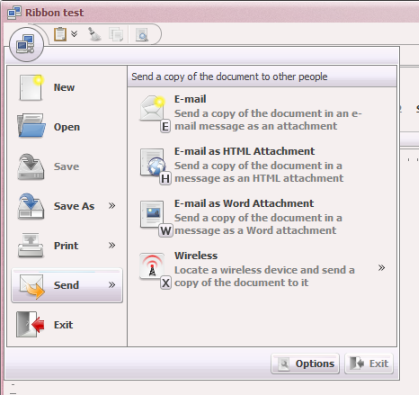 Ribbon test
New
Open
Save
Save As »
Print »
Send »
Exit
Send a copy of the document to other people
E-mail
Send a copy of the document in an e-
mail message as an attachment
E
E-mail as HTML Attachment
Send a copy of the document in a
message as an HTML attachment
H
E-mail as Word Attachment
Send a copy of the document in a
message as a Word attachment
W
Wireless
Locate a wireless device and send a »
copy of the document to it
X
Options
Exit